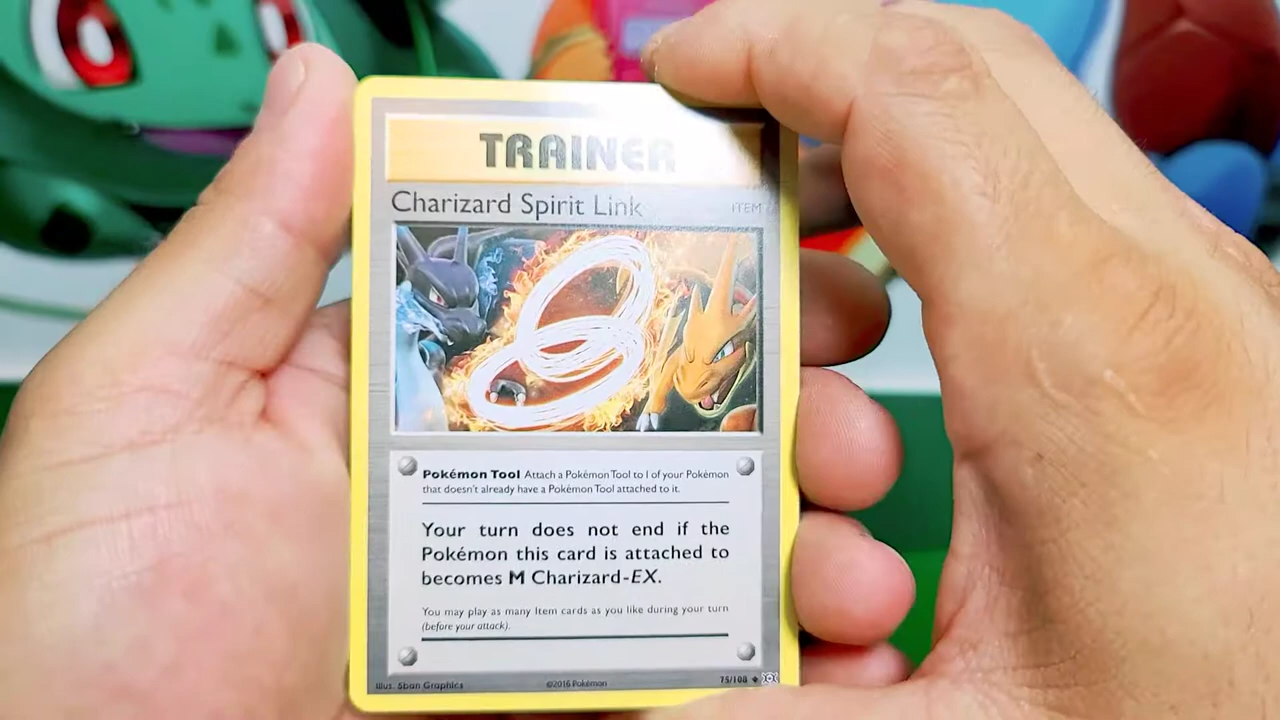 TRAINER
Charizard Spirit Link ITEM
Pokémon Tool Attach a Pokémon Tool to 1 of your Pokémon
that doesn't already have a Pokémon Tool attached to it.
Your turn does not end if the
Pokémon this card is attached to
becomes M Charizard-EX.
You may play as many Item cards as you like during your turn
(before your attack).
Illus. 5ban Graphics ©2016 Pokémon 75/108